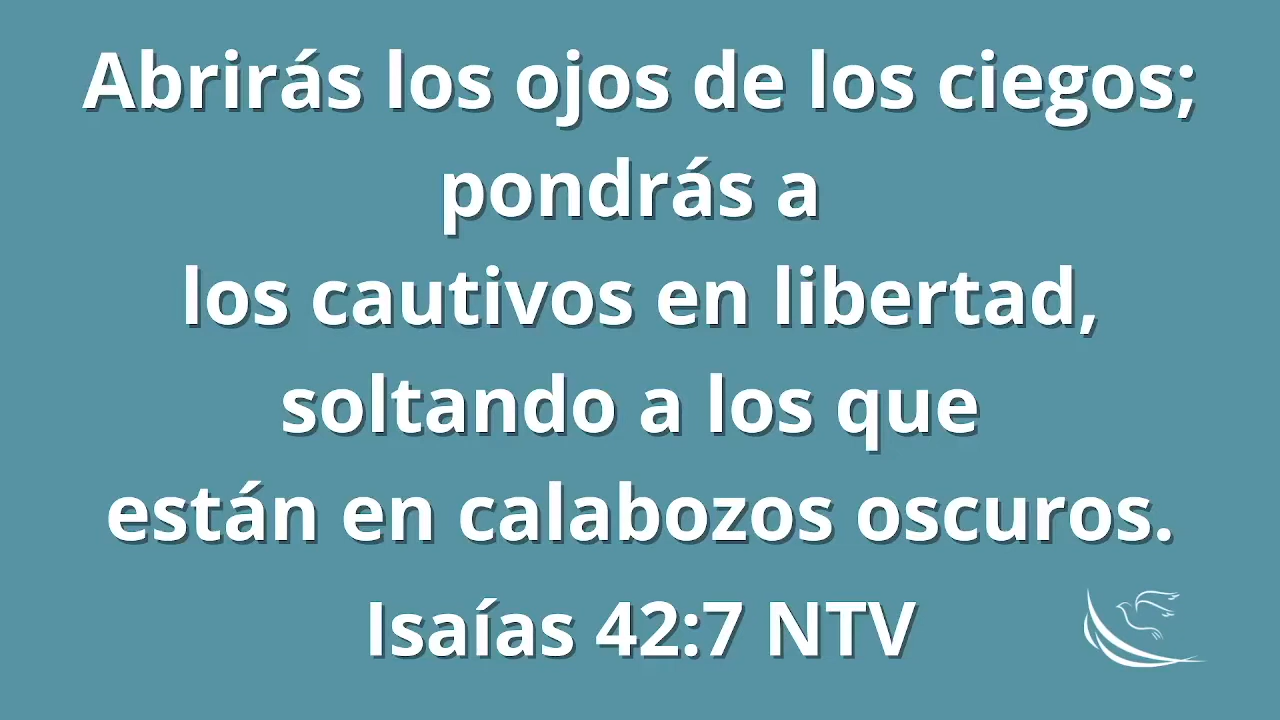 Abrirás los ojos de los ciegos;
pondrás a
los cautivos en libertad,
soltando a los que
están en calabozos oscuros.
Isaías 42:7 NTV